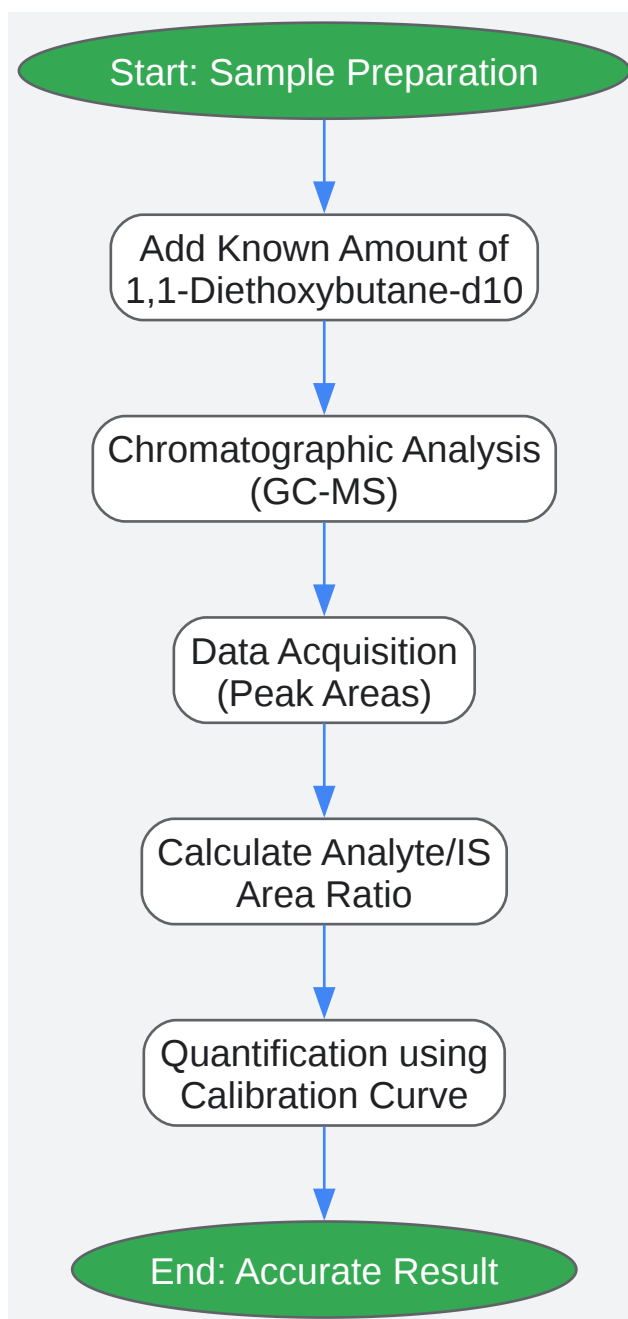 Start: Sample Preparation
Add Known Amount of
1,1-Diethoxybutane-d10
Chromatographic Analysis
(GC-MS)
Data Acquisition
(Peak Areas)
Calculate Analyte/IS
Area Ratio
Quantification using
Calibration Curve
End: Accurate Result